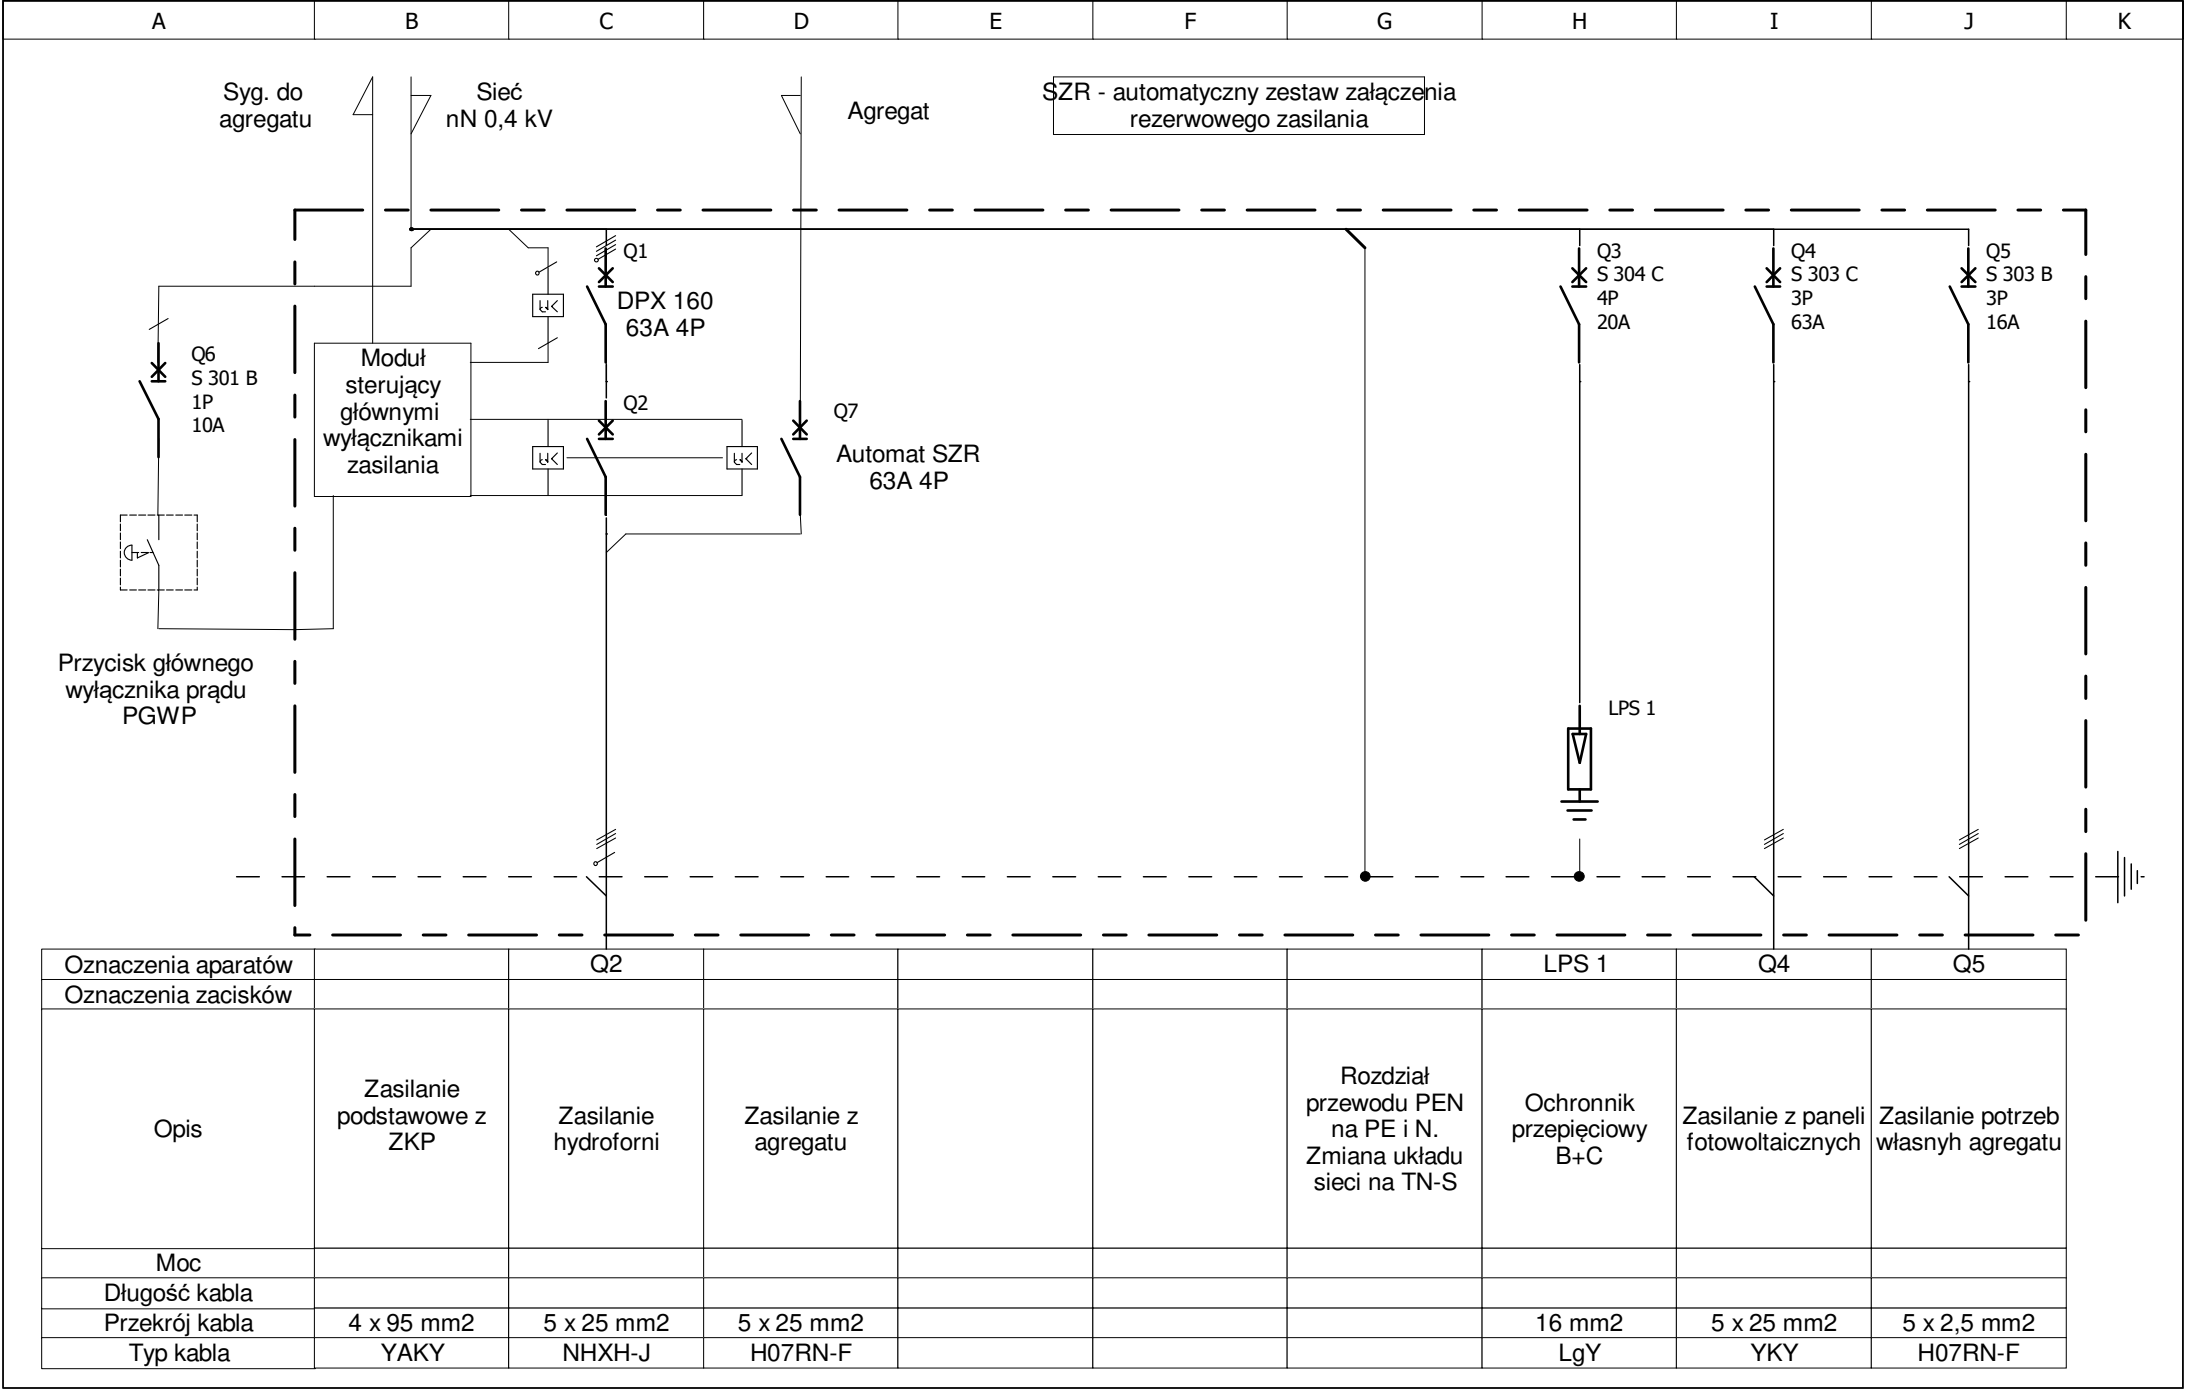 A B C D E F G H I J K
Syg. do
agregatu
Sieć
nN 0,4 kV
Agregat
SZR - automatyczny zestaw załączenia
rezerwowego zasilania
Q1
DPX 160
63A 4P
Q3
S 304 C
4P
20A
Q4
S 303 C
3P
63A
Q5
S 303 B
3P
16A
Q6
S 301 B
1P
10A
Moduł
sterujący
głównymi
wyłącznikami
zasilania
U<
Q2
U<
U<
Q7
Automat SZR
63A 4P
Przycisk głównego
wyłącznika prądu
PGWP
LPS 1
Oznaczenia aparatów Q2 LPS 1 Q4 Q5
Oznaczenia zacisków
Opis
Zasilanie
podstawowe z
ZKP
Zasilanie
hydroforni
Zasilanie z
agregatu
Rozdział
przewodu PEN
na PE i N.
Zmiana układu
sieci na TN-S
Ochronnik
przepięciowy
B+C
Zasilanie z paneli
fotowoltaicznych
Zasilanie potrzeb
własnyh agregatu
Moc
Długość kabla
Przekrój kabla 4 x 95 mm2 5 x 25 mm2 5 x 25 mm2 16 mm2 5 x 25 mm2 5 x 2,5 mm2
Typ kabla YAKY NHXH-J H07RN-F LgY YKY H07RN-F